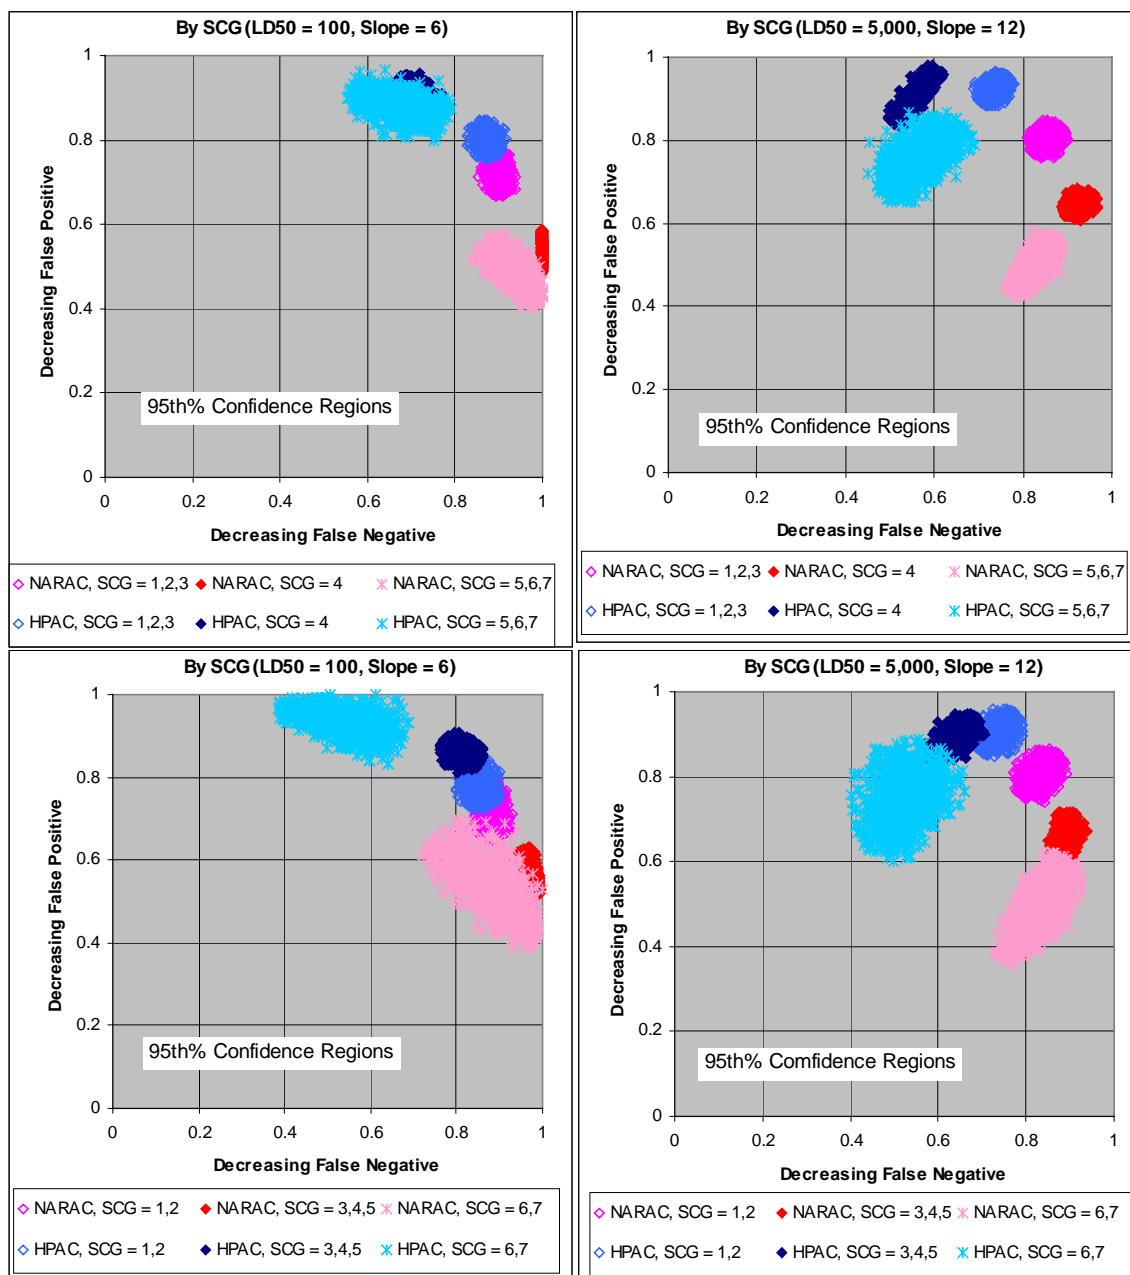 By SCG (LD50 = 100, Slope = 6)
1
0.8
0.6
0.4
0.2
0
Decreasing False Positive
95th% Confidence Regions
0 0.2 0.4 0.6 0.8 1
Decreasing False Negative
NARAC, SCG = 1,2,3 NARAC, SCG = 4 NARAC, SCG = 5,6,7
HPAC, SCG = 1,2,3 HPAC, SCG = 4 HPAC, SCG = 5,6,7
By SCG (LD50 = 5,000, Slope = 12)
1
0.8
0.6
0.4
0.2
0
Decreasing False Positive
95th% Confidence Regions
0 0.2 0.4 0.6 0.8 1
Decreasing False Negative
NARAC, SCG = 1,2,3 NARAC, SCG = 4 NARAC, SCG = 5,6,7
HPAC, SCG = 1,2,3 HPAC, SCG = 4 HPAC, SCG = 5,6,7
By SCG (LD50 = 100, Slope = 6)
1
0.8
0.6
0.4
0.2
0
Decreasing False Positive
95th% Confidence Regions
0 0.2 0.4 0.6 0.8 1
Decreasing False Negative
NARAC, SCG = 1,2 NARAC, SCG = 3,4,5 NARAC, SCG = 6,7
HPAC, SCG = 1,2 HPAC, SCG = 3,4,5 HPAC, SCG = 6,7
By SCG (LD50 = 5,000, Slope = 12)
1
0.8
0.6
0.4
0.2
0
Decreasing False Positive
95th% Comfidence Regions
0 0.2 0.4 0.6 0.8 1
Decreasing False Negative
NARAC, SCG = 1,2 NARAC, SCG = 3,4,5 NARAC, SCG = 6,7
HPAC, SCG = 1,2 HPAC, SCG = 3,4,5 HPAC, SCG = 6,7